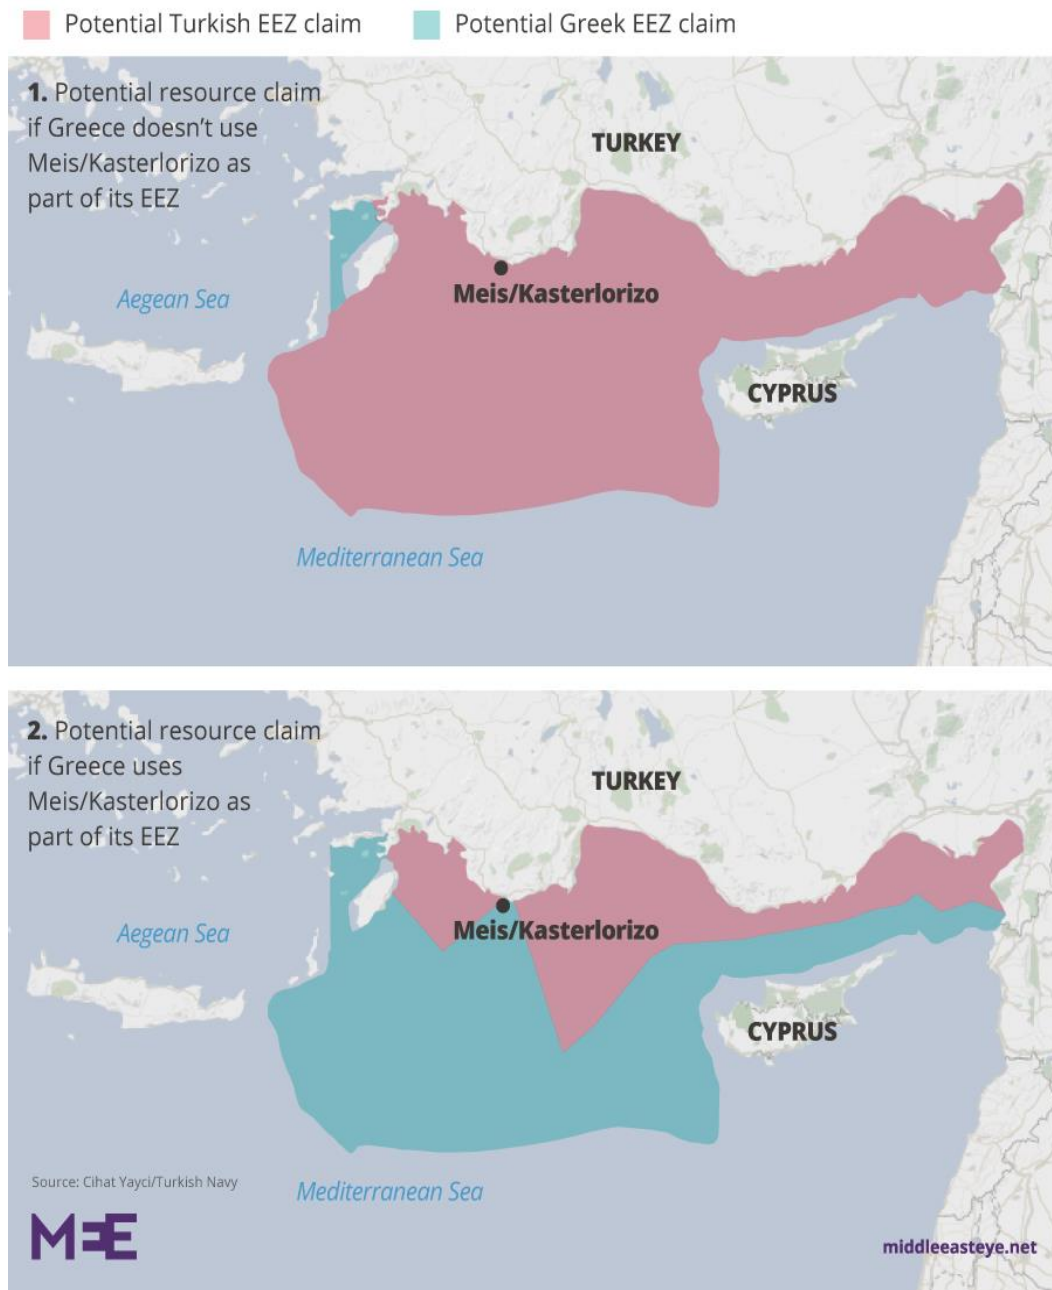 Potential Turkish EEZ claim
Potential Greek EEZ claim
1. Potential resource claim
if Greece doesn’t use
Meis/Kasterlorizo as
part of its EEZ
TURKEY
Meis/Kasterlorizo
Aegean Sea
CYPRUS
Mediterranean Sea
2. Potential resource claim
if Greece uses
Meis/Kasterlorizo as
part of its EEZ
TURKEY
Meis/Kasterlorizo
Aegean Sea
CYPRUS
Source: Cihat Yayci/Turkish Navy
Mediterranean Sea
MEE
middleeasteye.net